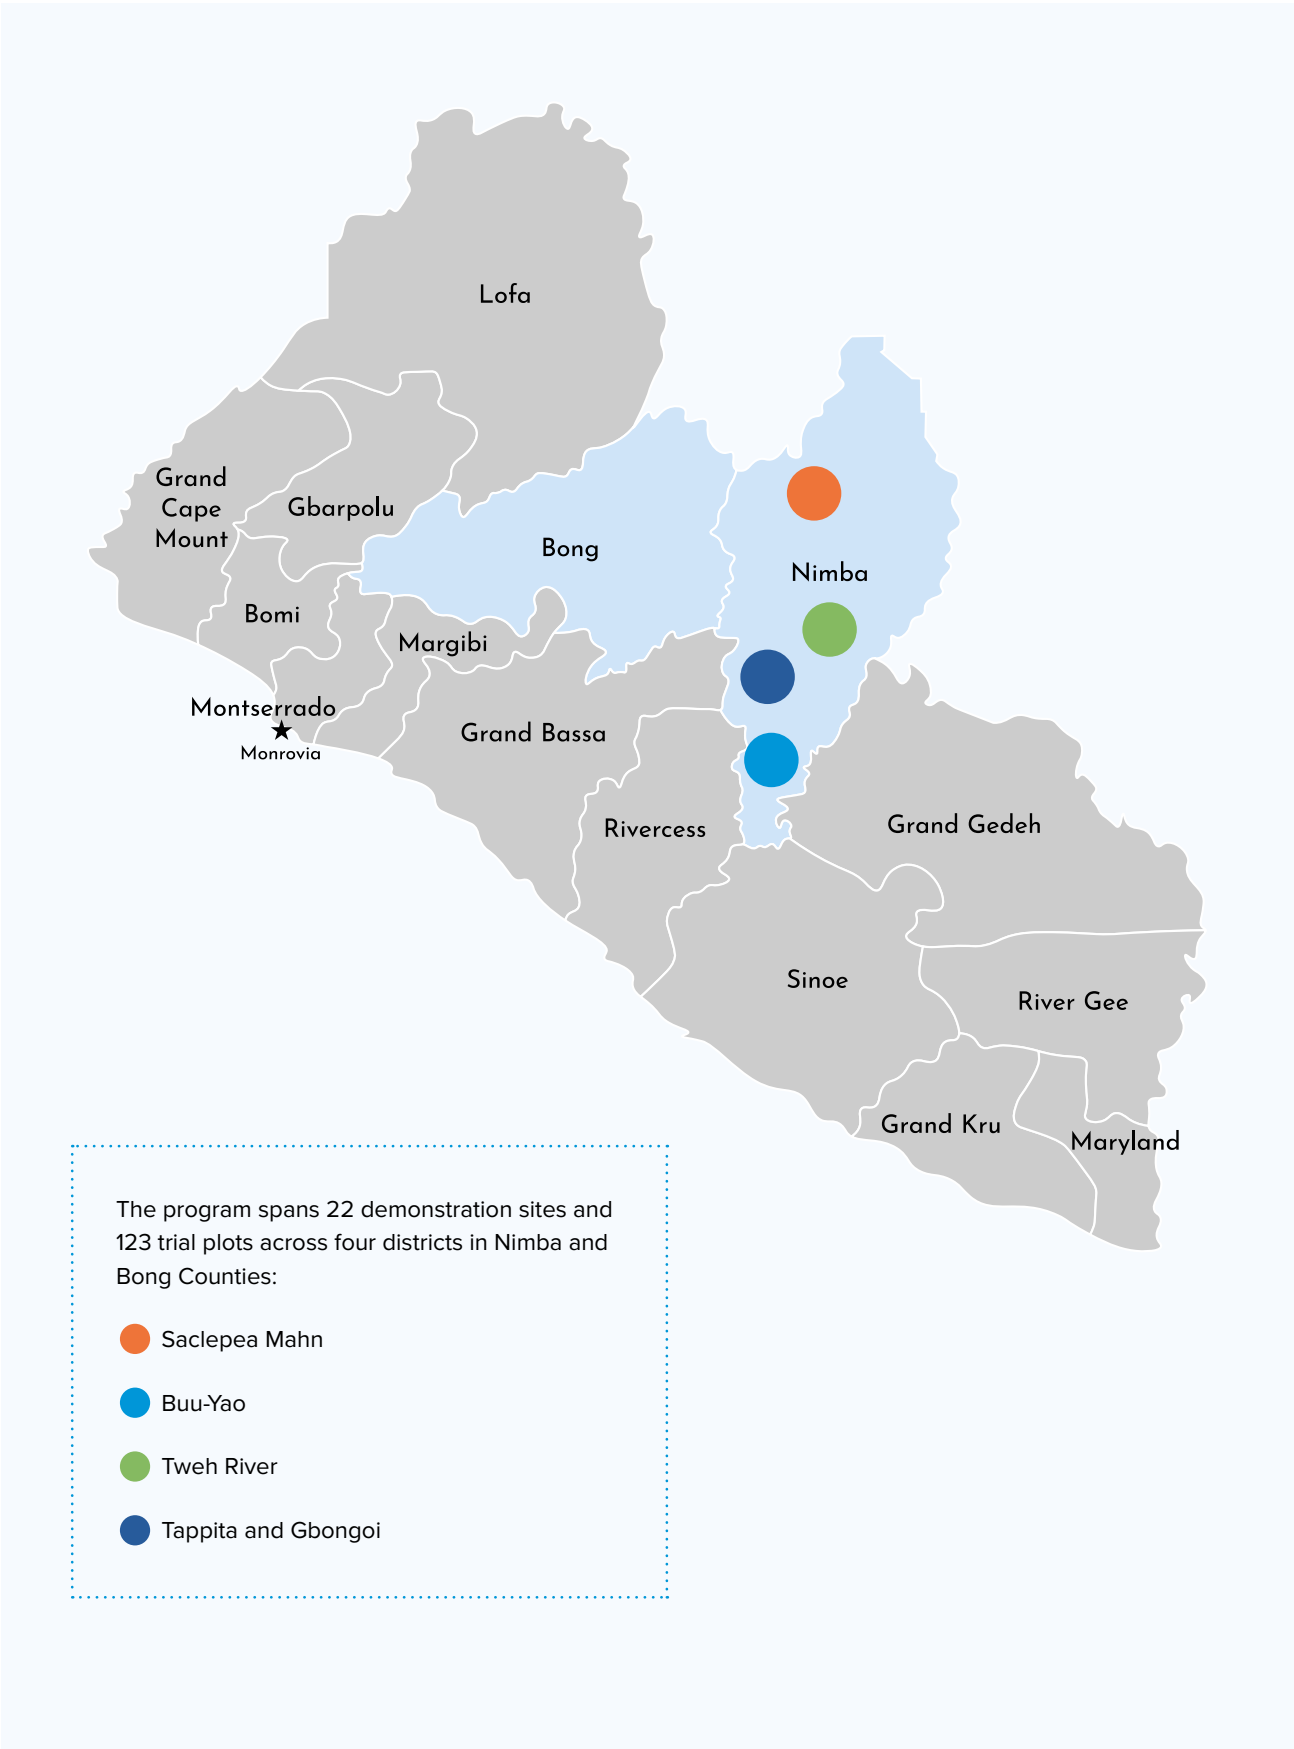 Lofa
Grand
Cape
Mount
Gbarpolu
Bong
Nimba
Bomi
Margibi
Montserrado
Monrovia
Grand Bassa
Rivercess
Grand Gedeh
Sinoe
River Gee
Grand Kru
Maryland
The program spans 22 demonstration sites and
123 trial plots across four districts in Nimba and
Bong Counties:
Saclepea Mahn
Buu-Yao
Tweh River
Tappita and Gbongoi